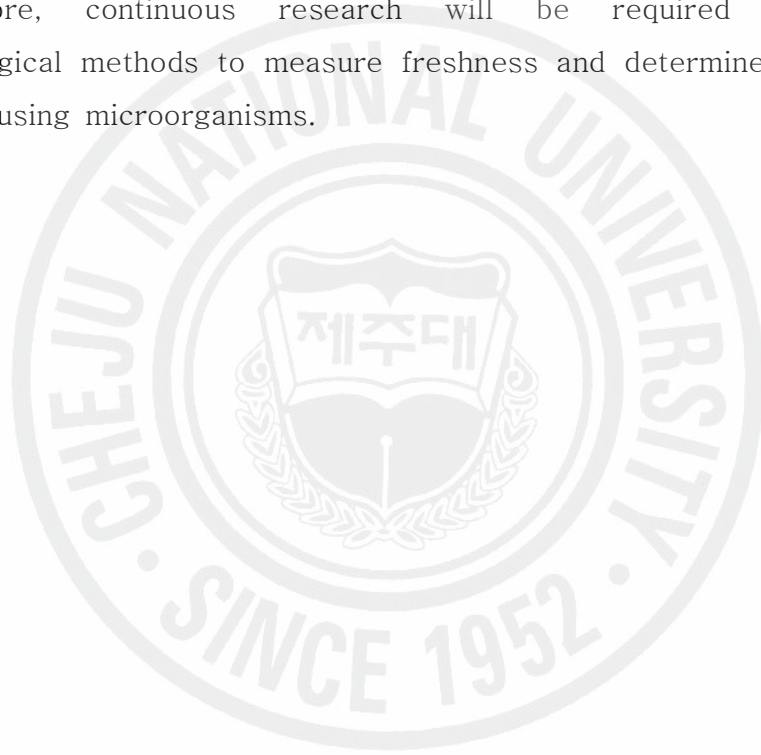 ore, continuous research will be required
gical methods to measure freshness and determine
using microorganisms.
CHEJU NATIONAL UNIVERSITY
제주대
· SINCE 1952 ·